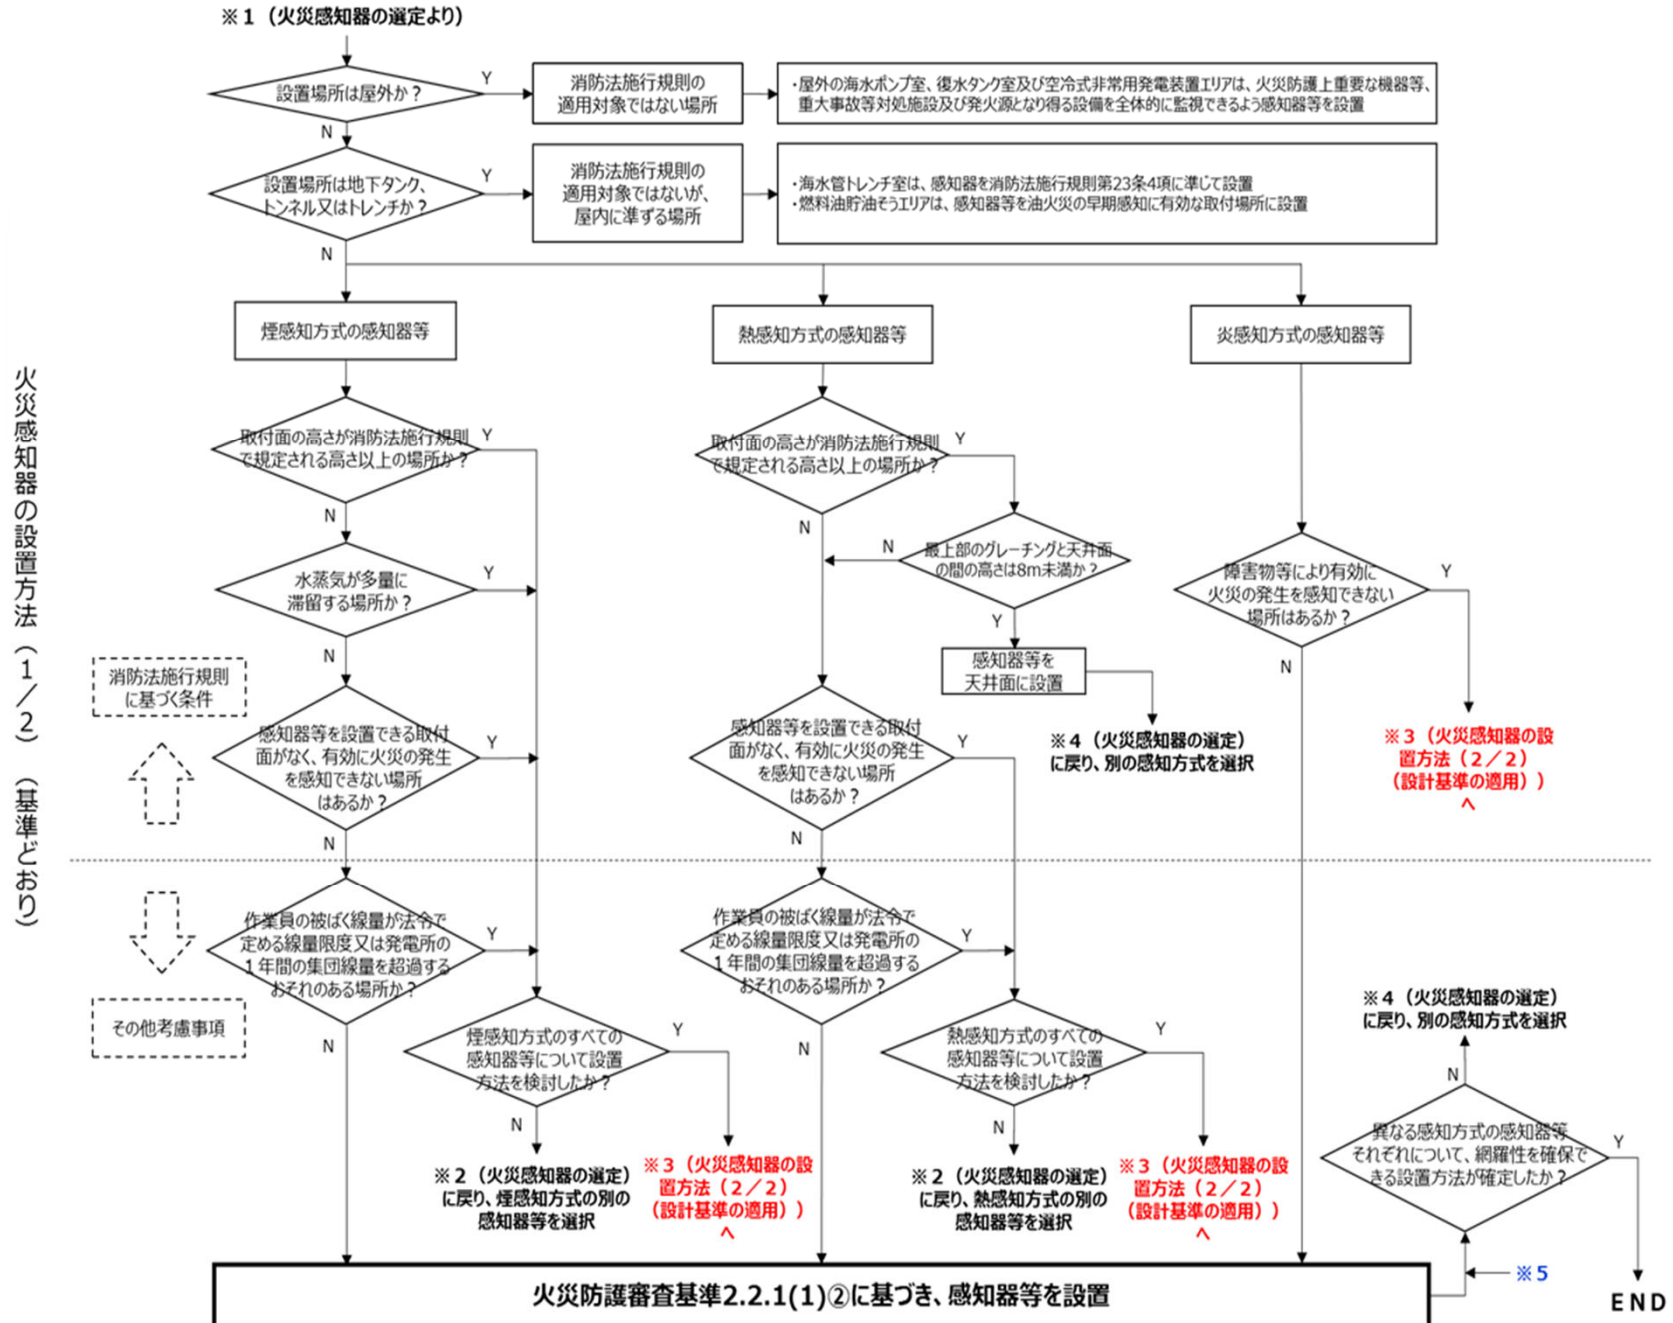 ※1（火災感知器の選定より）
設置場所は屋外か？
Y
消防法施行規則の
適用対象ではない場所
・屋外の海水ポンプ室、復水タンク室及び空冷式非常用発電装置エリアは、火災防護上重要な機器等、
重大事故等対処施設及び発火源となり得る設備を全体的に監視できるよう感知器等を設置
N
設置場所は地下タンク、
トンネル又はトレンチか？
Y
消防法施行規則の
適用対象ではないが、
屋内に準ずる場所
・海水管トレンチ室は、感知器を消防法施行規則第23条4項に準じて設置
・燃料油貯油そうエリアは、感知器等を油火災の早期感知に有効な取付場所に設置
N
火災感知器の設置方法（1／2）（基準どおり）
煙感知方式の感知器等
取付面の高さが消防法施行規則
で規定される高さ以上の場所か？
Y
N
水蒸気が多量に
滞留する場所か？
Y
N
消防法施行規則
に基づく条件
感知器等を設置できる取付
面がなく、有効に火災の発生
を感知できない場所
はあるか？
Y
N
作業員の被ばく線量が法令で
定める線量限度又は発電所の
1年間の集団線量を超過する
おそれのある場所か？
Y
N
その他考慮事項
煙感知方式のすべての
感知器等について設置
方法を検討したか？
Y
N
※2（火災感知器の選定）
に戻り、煙感知方式の別の
感知器等を選択
※3（火災感知器の設
置方法（2／2）
（設計基準の適用））
へ
熱感知方式の感知器等
取付面の高さが消防法施行規則
で規定される高さ以上の場所か？
Y
N
最上部のグレーチングと天井面
の間の高さは8m未満か？
N
Y
感知器等を
天井面に設置
※4（火災感知器の選定）
に戻り、別の感知方式を選択
感知器等を設置できる取付
面がなく、有効に火災の発生
を感知できない場所
はあるか？
Y
N
作業員の被ばく線量が法令で
定める線量限度又は発電所の
1年間の集団線量を超過する
おそれのある場所か？
Y
N
熱感知方式のすべての
感知器等について設置
方法を検討したか？
Y
N
※2（火災感知器の選定）
に戻り、熱感知方式の別の
感知器等を選択
※3（火災感知器の設
置方法（2／2）
（設計基準の適用））
へ
炎感知方式の感知器等
障害物等により有効に
火災の発生を感知できない
場所はあるか？
Y
N
※3（火災感知器の設
置方法（2／2）
（設計基準の適用））
へ
※4（火災感知器の選定）
に戻り、別の感知方式を選択
N
異なる感知方式の感知器等
それぞれについて、網羅性を確保で
きる設置方法が確定したか？
Y
火災防護審査基準2.2.1(1)②に基づき、感知器等を設置
※5
END